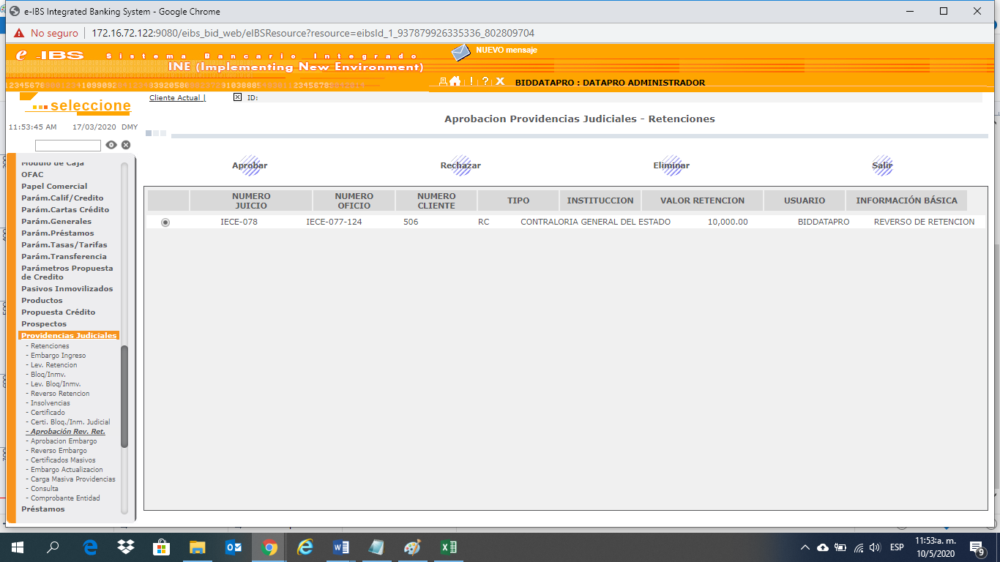 e-IBS Integrated Banking System - Google Chrome
No seguro | 172.16.72.122:9080/eibs_bid_web/eIBSResource?resource=eibsId_1_937879926335336_802809704
e -IBS Sistema Bancario Integrado
INE (Implementing New Environment)
NUEVO mensaje
! ? X BIDDATAPRO : DATAPRO ADMINISTRADOR
...seleccione
11:53:45 AM 17/03/2020 DMY
Cliente Actual | ID:
Aprobacion Providencias Judiciales - Retenciones
Aprobar Rechazar Eliminar Salir
NUMERO JUICIO NUMERO OFICIO NUMERO CLIENTE TIPO INSTITUCCION VALOR RETENCION USUARIO INFORMACIÓN BÁSICA
IECE-078 IECE-077-124 506 RC CONTRALORIA GENERAL DEL ESTADO 10,000.00 BIDDATAPRO REVERSO DE RETENCION
Modulo de Caja
OFAC
Papel Comercial
Parám.Calif/Credito
Parám.Cartas Crédito
Parám.Generales
Parám.Préstamos
Parám.Tasas/Tarifas
Parám.Transferencia
Parámetros Propuesta
de Credito
Pasivos Inmovilizados
Productos
Propuesta Crédito
Prospectos
Providencias Judiciales
- Retenciones
- Embargo Ingreso
- Lev. Retencion
- Bloq/Inmv.
- Lev. Bloq/Inmv.
- Reverso Retencion
- Insolvencias
- Certificado
- Certi. Bloq./Inm. Judicial
- Aprobación Rev. Ret.
- Aprobacion Embargo
- Reverso Embargo
- Certificados Masivos
- Embargo Actualizacion
- Carga Masiva Providencias
- Consulta
- Comprobante Entidad
Préstamos
ESP
11:53:a. m.
10/5/2020
9